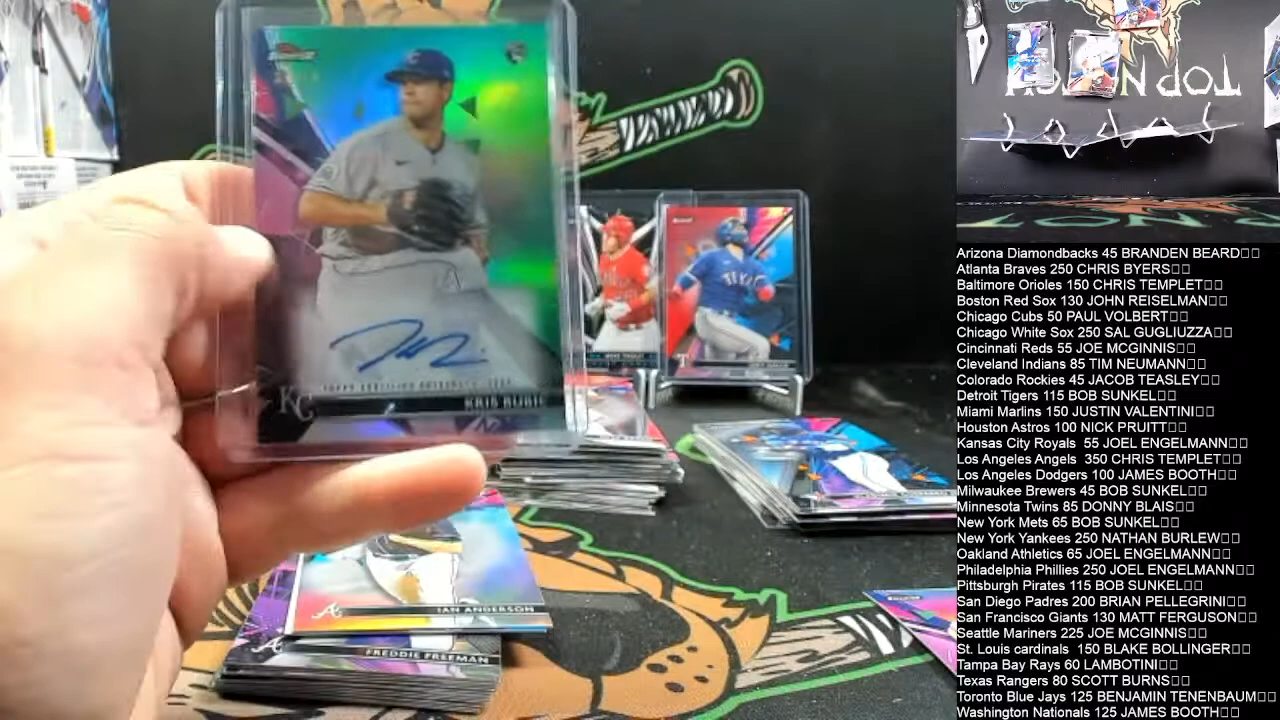 KRIS BUBIC
KC
TEXAS
MIKE TROUT
IAN ANDERSON
FREDDIE FREEMAN
TOP NOTCH
Arizona Diamondbacks 45 BRANDEN BEARD
Atlanta Braves 250 CHRIS BYERS
Baltimore Orioles 150 CHRIS TEMPLET
Boston Red Sox 130 JOHN REISELMAN
Chicago Cubs 50 PAUL VOLBERT
Chicago White Sox 250 SAL GUGLIUZZA
Cincinnati Reds 55 JOE MCGINNIS
Cleveland Indians 85 TIM NEUMANN
Colorado Rockies 45 JACOB TEASLEY
Detroit Tigers 115 BOB SUNKEL
Miami Marlins 150 JUSTIN VALENTINI
Houston Astros 100 NICK PRUITT
Kansas City Royals 55 JOEL ENGELMANN
Los Angeles Angels 350 CHRIS TEMPLET
Los Angeles Dodgers 100 JAMES BOOTH
Milwaukee Brewers 45 BOB SUNKEL
Minnesota Twins 85 DONNY BLAIS
New York Mets 65 BOB SUNKEL
New York Yankees 250 NATHAN BURLEW
Oakland Athletics 65 JOEL ENGELMANN
Philadelphia Phillies 250 JOEL ENGELMANN
Pittsburgh Pirates 115 BOB SUNKEL
San Diego Padres 200 BRIAN PELLEGRINI
San Francisco Giants 130 MATT FERGUSON
Seattle Mariners 225 JOE MCGINNIS
St. Louis cardinals 150 BLAKE BOLLINGER
Tampa Bay Rays 60 LAMBOTINI
Texas Rangers 80 SCOTT BURNS
Toronto Blue Jays 125 BENJAMIN TENENBAUM
Washington Nationals 125 JAMES BOOTH